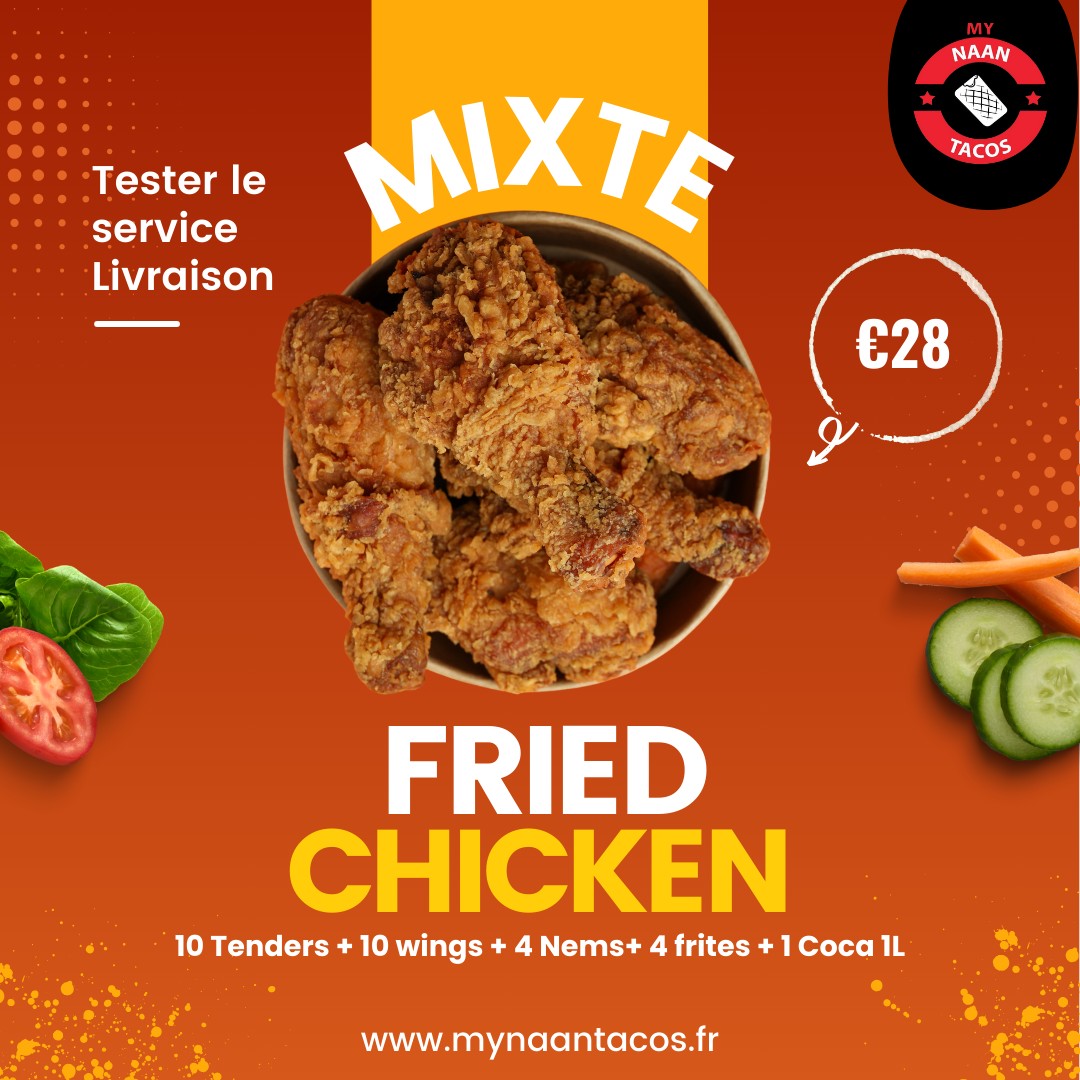 MY
NAAN
TACOS
MIXTE
Tester le
service
Livraison
€28
FRIED
CHICKEN
10 Tenders + 10 wings + 4 Nems+ 4 frites + 1 Coca 1L
www.mynaantacos.fr